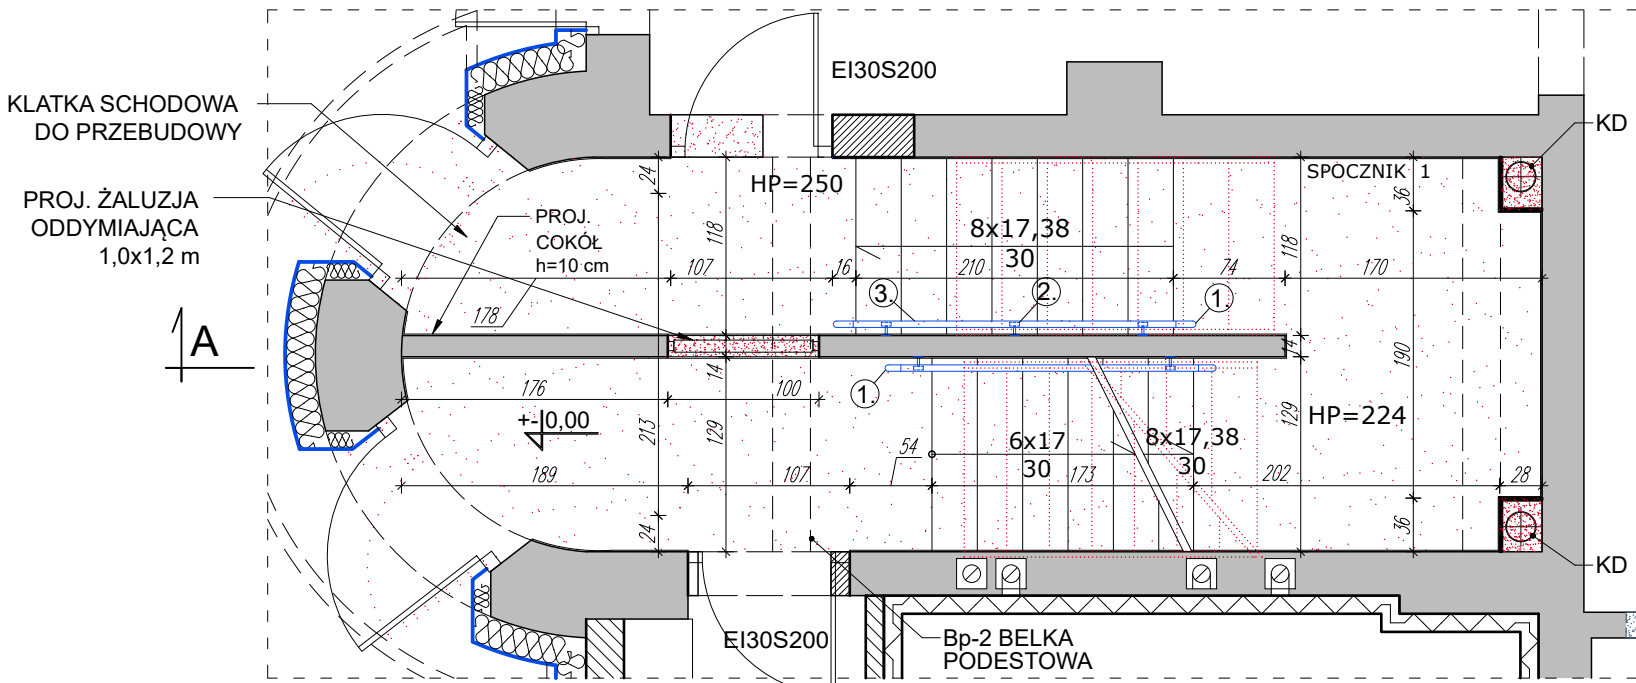 EI30S200
KLATKA SCHODOWA
DO PRZEBUDOWY
KD
PROJ. ŻALUZJA
ODDYMIAJĄCA
1,0x1,2 m
PROJ.
COKÓŁ
h=10 cm
HP=250
SPOCZNIK 1
24
118
36
8x17,38
30
118
107
16
210
74
170
178
3.
2.
1.
A
14
14
190
1.
176
100
129
HP=224
+-0,00
213
129
54
6x17
30
8x17,38
30
189
107
173
202
28
24
36
KD
EI30S200
Bp-2 BELKA
PODESTOWA